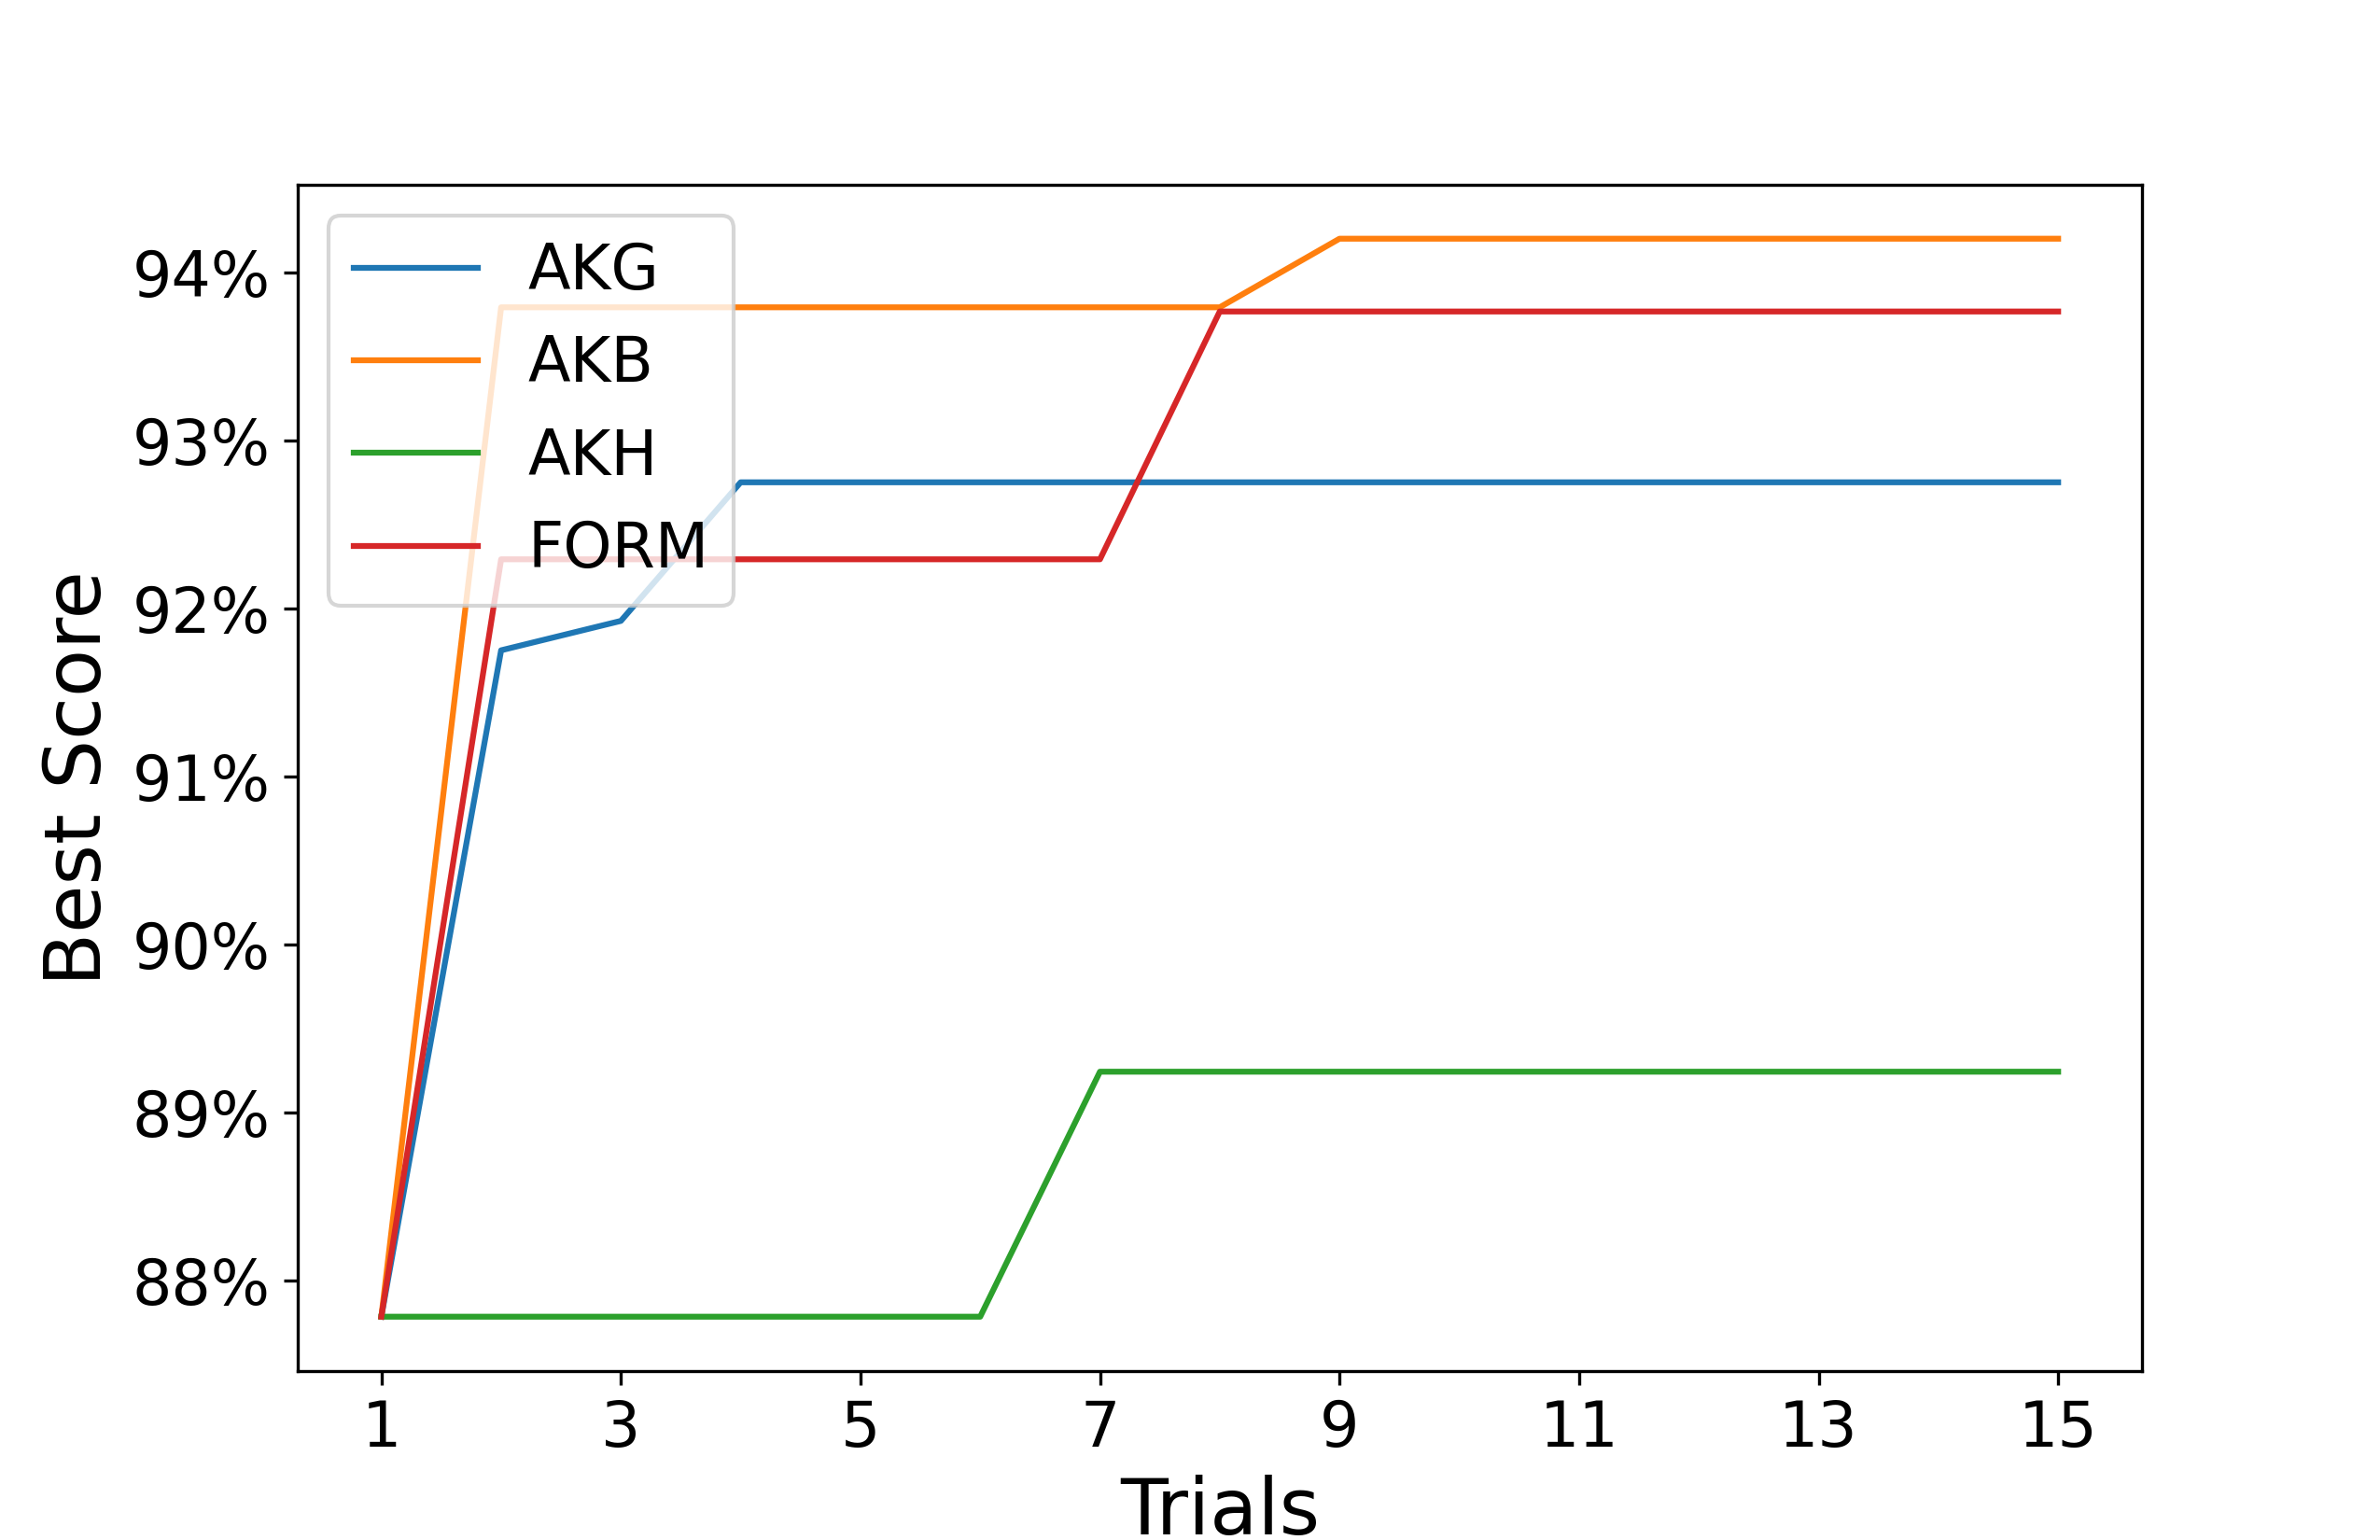 AKG
AKB
AKH
FORM
94%
93%
92%
91%
90%
89%
88%
Best Score
1 3 5 7 9 11 13 15
Trials